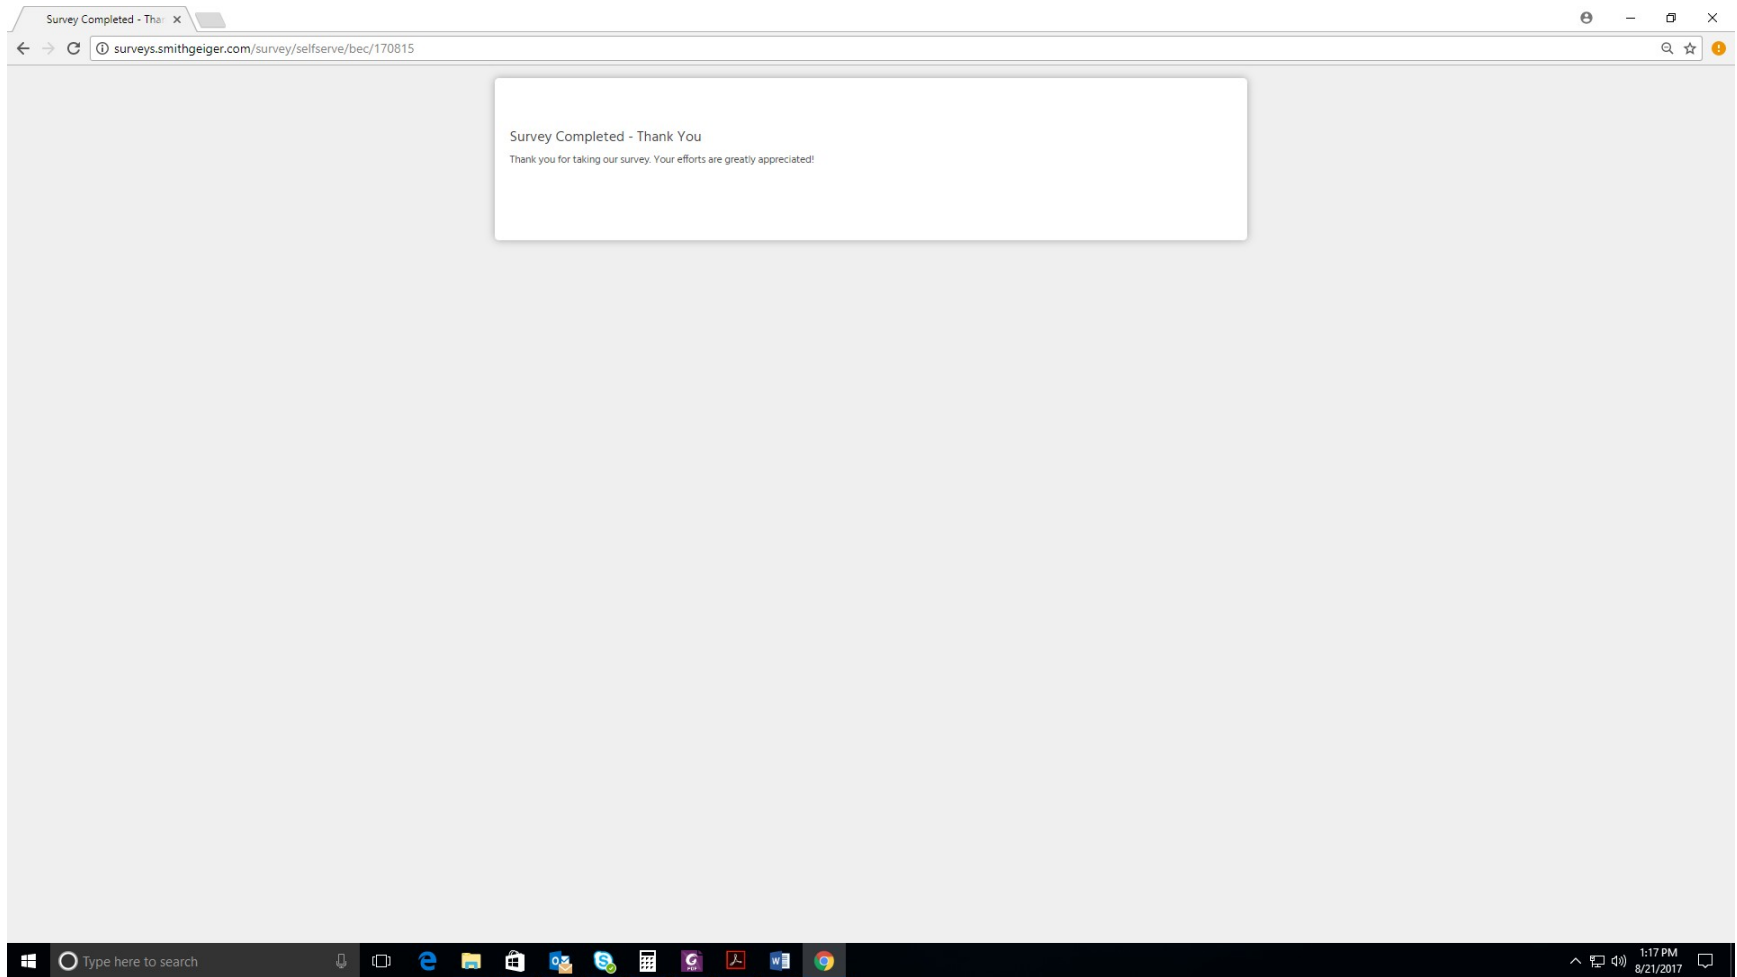 Survey Completed - Tha
surveys.smithgeiger.com/survey/selfserve/bec/170815
Survey Completed - Thank You
Thank you for taking our survey. Your efforts are greatly appreciated!
Type here to search
1:17 PM
8/21/2017